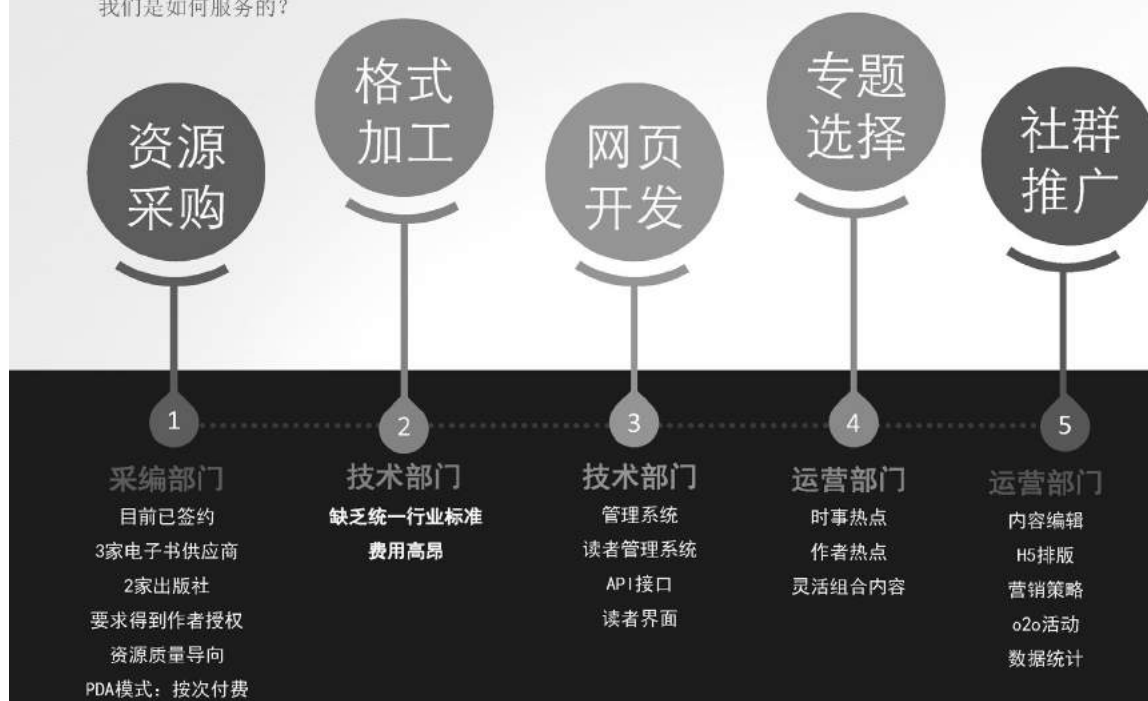 我们是如何服务的?
资源
采购
格式
加工
网页
开发
专题
选择
社群
推广
1
采编部门
目前已签约
3家电子书供应商
2家出版社
要求得到作者授权
资源质量导向
PDA模式：按次付费
2
技术部门
缺乏统一行业标准
费用高昂
3
技术部门
管理系统
读者管理系统
API接口
读者界面
4
运营部门
时事热点
作者热点
灵活组合内容
5
运营部门
内容编辑
H5排版
营销策略
o2o活动
数据统计